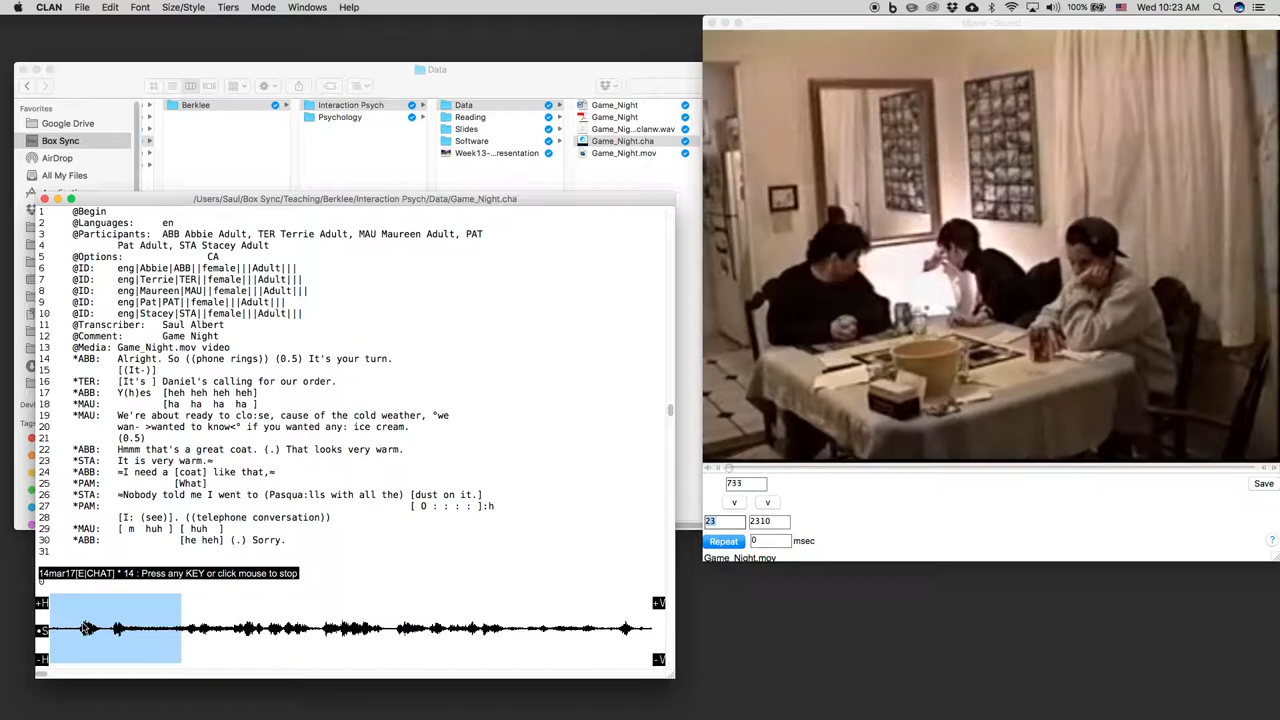 CLAN File Edit Font Size/Style Tiers Mode Windows Help
100% Wed 10:23 AM
Data
Movie - Sound
Favorites
Google Drive
Box Sync
AirDrop
All My Files
Berklee
Interaction Psych
Psychology
Data
Reading
Slides
Software
Week13-...resentation
Game_Night
Game_Night
Game_Nig...clanw.wav
Game_Night.cha
Game_Night.mov
/Users/Saul/Box Sync/Teaching/Berklee/Interaction Psych/Data/Game_Night.cha
1 @Begin
2 @Languages: en
3 @Participants: ABB Abbie Adult, TER Terrie Adult, MAU Maureen Adult, PAT
4 Pat Adult, STA Stacey Adult
5 @Options: CA
6 @ID: eng|Abbie|ABB||female|||Adult|||
7 @ID: eng|Terrie|TER||female|||Adult|||
8 @ID: eng|Maureen|MAU||female|||Adult|||
9 @ID: eng|Pat|PAT||female|||Adult|||
10 @ID: eng|Stacey|STA||female|||Adult|||
11 @Transcriber: Saul Albert
12 @Comment: Game Night
13 @Media: Game_Night.mov video
14 *ABB: Alright. So ((phone rings)) (0.5) It's your turn.
15 [(It-)]
16 *TER: [It's ] Daniel's calling for our order.
17 *ABB: Y(h)es [heh heh heh heh]
18 *MAU: [ha ha ha ha ]
19 *MAU: We're about ready to clo:se, cause of the cold weather, °we
20 wan- >wanted to know<° if you wanted any: ice cream.
21 (0.5)
22 *ABB: Hmmm that's a great coat. (.) That looks very warm.
23 *STA: It is very warm.≈
24 *ABB: ≈I need a [coat] like that,≈
25 *PAM: [What]
26 *STA: ≈Nobody told me I went to (Pasqua:lls with all the) [dust on it.]
27 *PAM: [ O : : : : ]:h
28 [I: (see)]. ((telephone conversation))
29 *MAU: [ m huh ] [ huh ]
30 *ABB: [he heh] (.) Sorry.
31
14mar17[E|CHAT] * 14 : Press any KEY or click mouse to stop
+H +V
S
-H -V
733
Save
v v
23 2310
Repeat 0 msec ?
Game_Night.mov